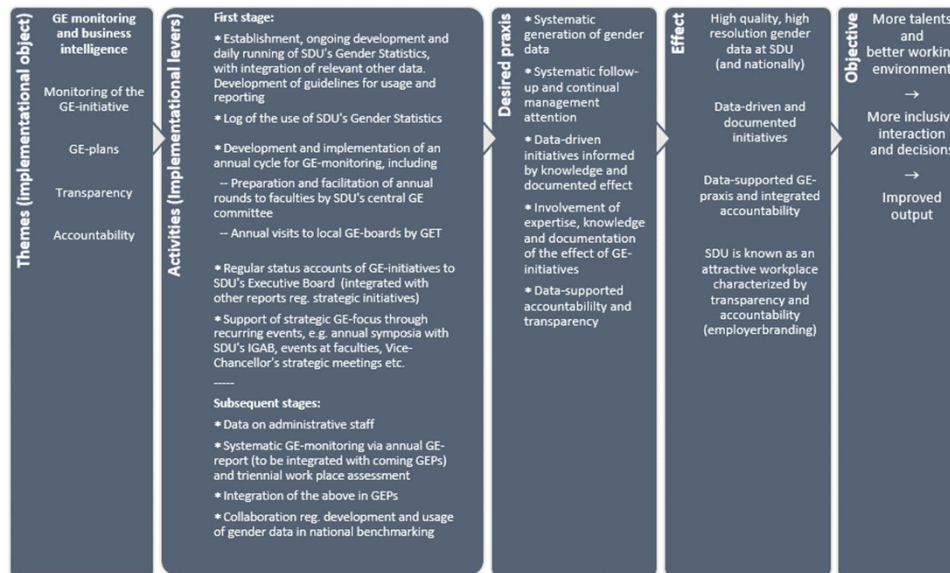 Themes (implementational object)
GE monitoring
and business
intelligence
Monitoring of the
GE-initiative
GE-plans
Transparency
Accountability
Activities (Implementational levers)
First stage:
* Establishment, ongoing development and
daily running of SDU's Gender Statistics,
with integration of relevant other data.
Development of guidelines for usage and
reporting
* Log of the use of SDU's Gender Statistics
* Development and implementation of an
annual cycle for GE-monitoring, including
-- Preparation and facilitation of annual
rounds to faculties by SDU's central GE
committee
-- Annual visits to local GE-boards by GET
* Regular status accounts of GE-initiatives to
SDU's Executive Board (integrated with
other reports reg. strategic initiatives)
* Support of strategic GE-focus through
recurring events, e.g. annual symposia with
SDU's IGAB, events at faculties, Vice-
Chancellor's strategic meetings etc.
-----
Subsequent stages:
* Data on administrative staff
* Systematic GE-monitoring via annual GE-
report (to be integrated with coming GEPs)
and triennial work place assessment
* Integration of the above in GEPs
* Collaboration reg. development and usage
of gender data in national benchmarking
Desired praxis
* Systematic
generation of gender
data
* Systematic follow-
up and continual
management
attention
* Data-driven
initiatives informed
by knowledge and
documented effect
* Involvement of
expertise, knowledge
and documentation
of the effect of GE-
initiatives
* Data-supported
accountabililty and
transparency
Effect
High quality, high
resolution gender
data at SDU
(and nationally)
Data-driven and
documented
initiatives
Data-supported GE-
praxis and integrated
accountability
SDU is known as an
attractive workplace
characterized by
transparency and
accountability
(employerbranding)
Objective
More talents
and
better working
environment
→
More inclusive
interaction
and decisions
→
Improved
output